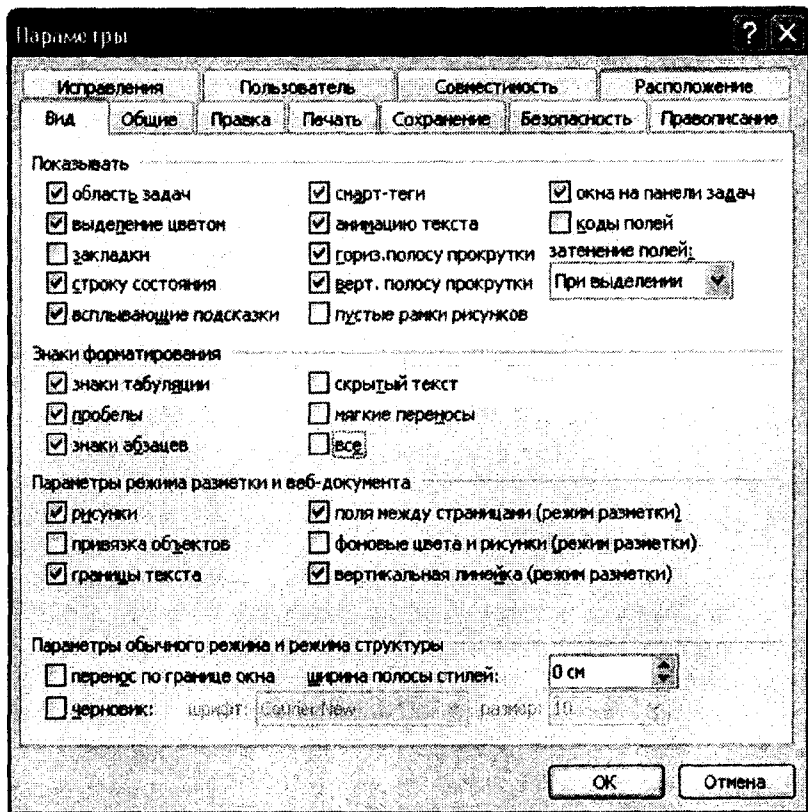 Параметры
Исправления Пользователь Совместимость Расположение
Вид Общие Правка Печать Сохранение Безопасность Правописание
Показывать
область задач смарт-теги окна на панели задач
выделение цветом анимацию текста коды полей
закладки гориз.полосу прокрутки затенение полей:
строку состояния верт. полосу прокрутки При выделении
всплывающие подсказки пустые рамки рисунков
Знаки форматирования
знаки табуляции скрытый текст
пробелы мягкие переносы
знаки абзацев все
Параметры режима разметки и веб-документа
рисунки поля между страницами (режим разметки)
привязка объектов фоновые цвета и рисунки (режим разметки)
границы текста вертикальная линейка (режим разметки)
Параметры обычного режима и режима структуры
перенос по границе окна ширина полосы стилей: 0 см
черновик: шрифт: Courier New размер: 10
ОК Отмена